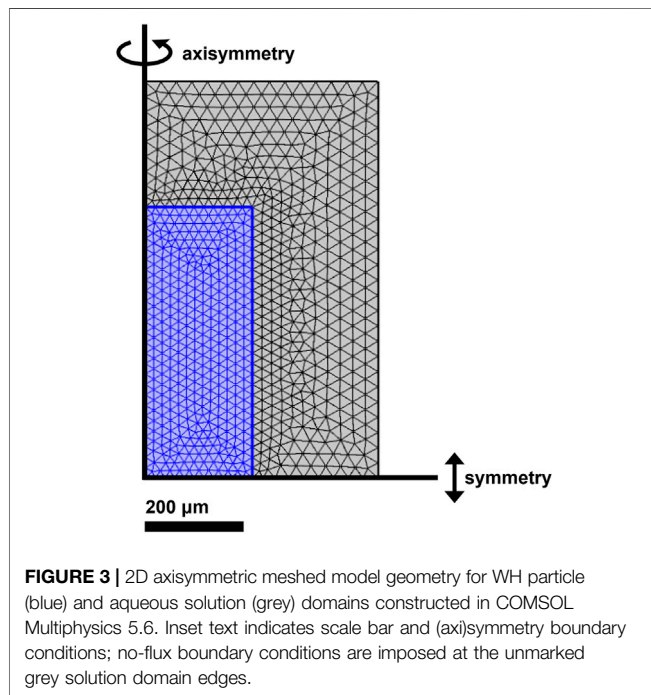 axisymmetry
symmetry
200 µm
FIGURE 3 | 2D axisymmetric meshed model geometry for WH particle
(blue) and aqueous solution (grey) domains constructed in COMSOL
Multiphysics 5.6. Inset text indicates scale bar and (axi)symmetry boundary
conditions; no-flux boundary conditions are imposed at the unmarked
grey solution domain edges.